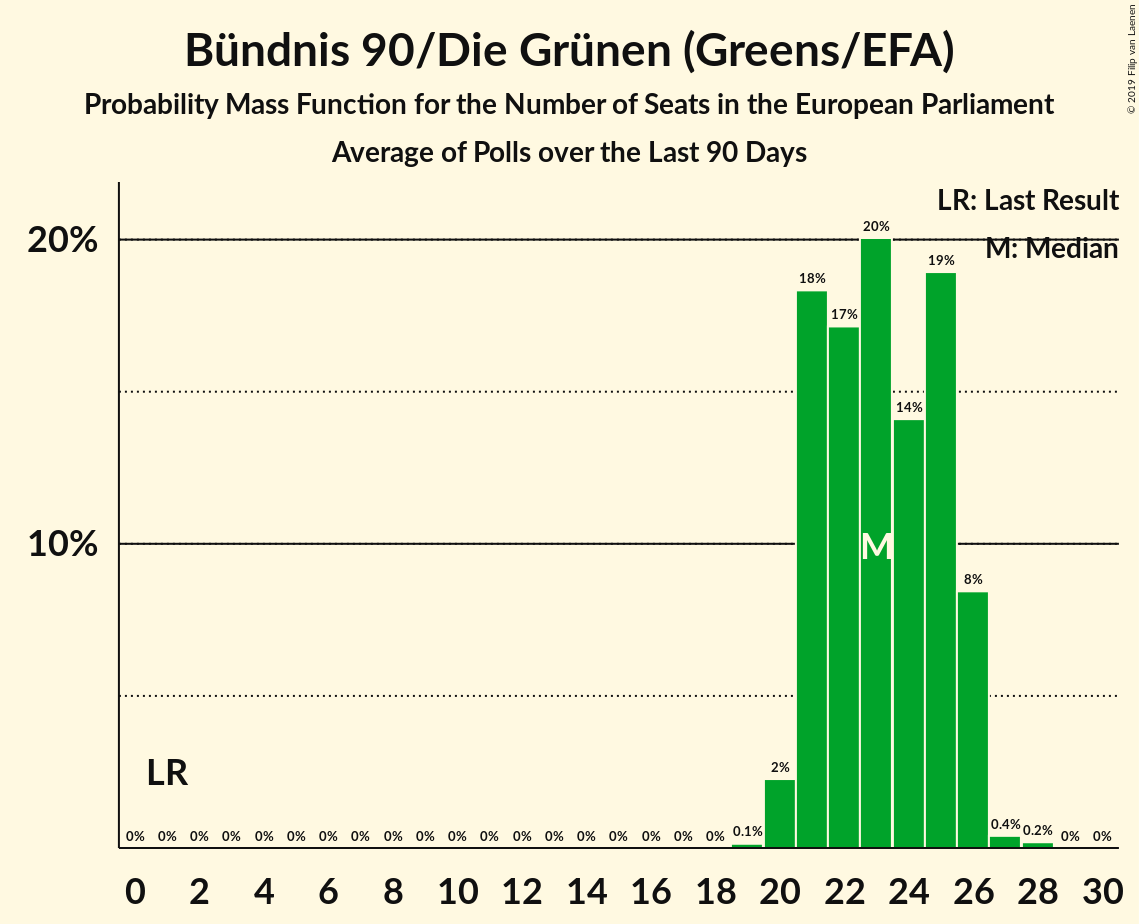 Bündnis 90/Die Grünen (Greens/EFA)
Probability Mass Function for the Number of Seats in the European Parliament
Average of Polls over the Last 90 Days
© 2019 Filip van Laenen
LR: Last Result
M: Median
20%
10%
20%
19%
18%
17%
14%
8%
2%
0.1%
0.4%
0.2%
M
LR
0% 0% 0% 0% 0% 0% 0% 0% 0% 0% 0% 0% 0% 0% 0% 0% 0% 0% 0% 0% 0%
0 2 4 6 8 10 12 14 16 18 20 22 24 26 28 30